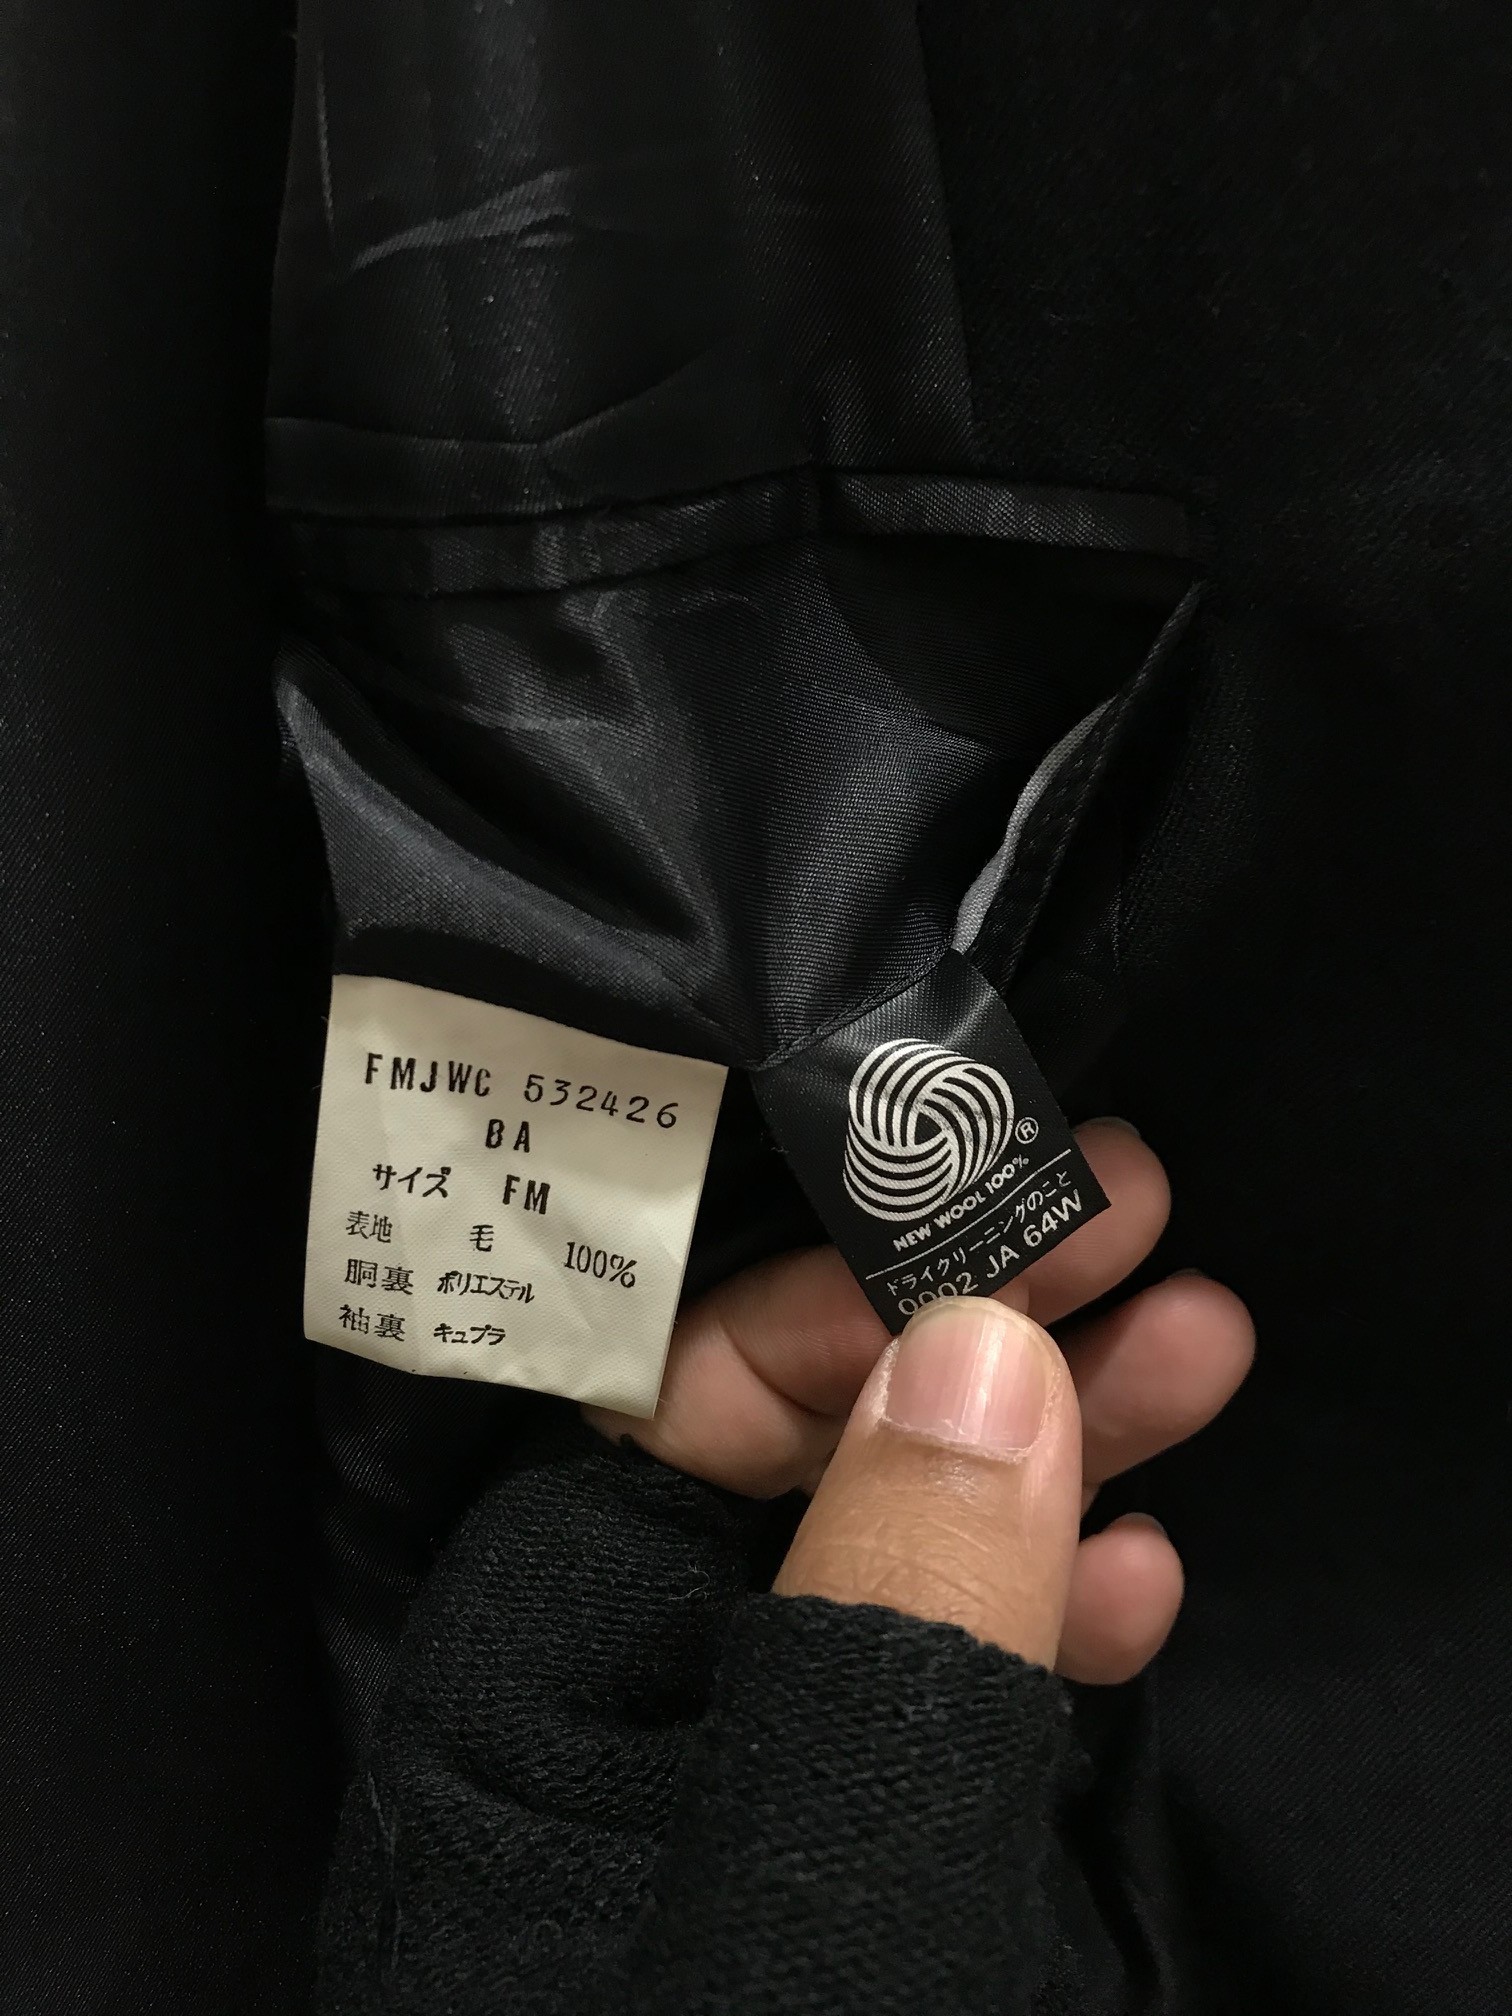 FMJWC 532426
BA
サイズ FM
表地 毛 100%
胴裏 ポリエステル
袖裏 キュプラ
®
NEW WOOL 100%
ドライクリーニングのこと
0002 JA 64W